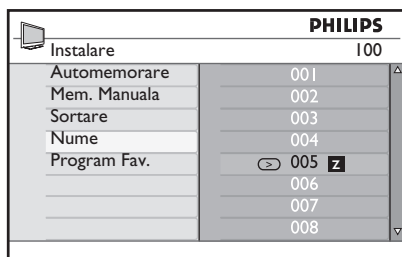 PHILIPS
Instalare 100
Automemorare 001
Mem. Manuala 002
Sortare 003
Nume 004
Program Fav. > 005 Z
006
007
008